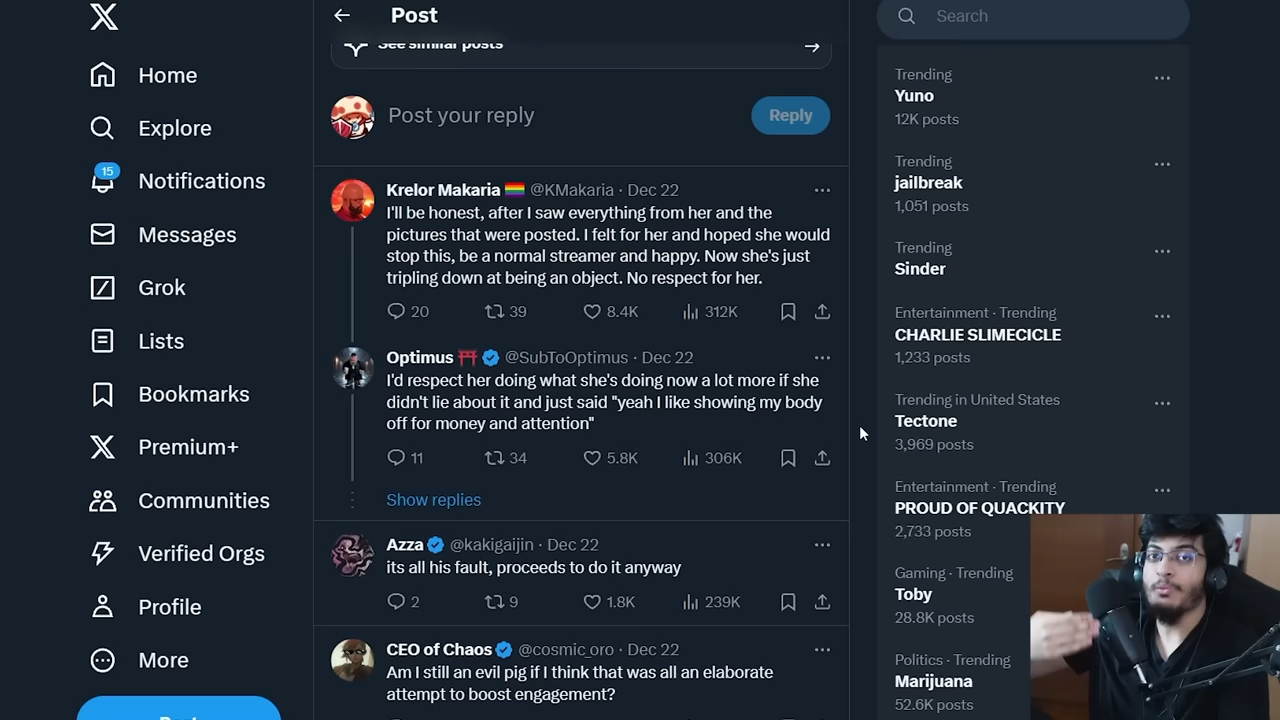 Post
See similar posts
Search
Home
Explore
15
Notifications
Messages
Grok
Lists
Bookmarks
Premium+
Communities
Verified Orgs
Profile
More
Post
Post your reply
Reply
Krelor Makaria 🏳️‍🌈 @KMakaria · Dec 22
I'll be honest, after I saw everything from her and the
pictures that were posted. I felt for her and hoped she would
stop this, be a normal streamer and happy. Now she's just
tripling down at being an object. No respect for her.
20 39 8.4K 312K
Optimus ⛩️ @SubToOptimus · Dec 22
I'd respect her doing what she's doing now a lot more if she
didn't lie about it and just said "yeah I like showing my body
off for money and attention"
11 34 5.8K 306K
Show replies
Azza @kakigaijin · Dec 22
its all his fault, proceeds to do it anyway
2 9 1.8K 239K
CEO of Chaos @cosmic_oro · Dec 22
Am I still an evil pig if I think that was all an elaborate
attempt to boost engagement?
Trending
Yuno
12K posts
Trending
jailbreak
1,051 posts
Trending
Sinder
Entertainment · Trending
CHARLIE SLIMECICLE
1,233 posts
Trending in United States
Tectone
3,969 posts
Entertainment · Trending
PROUD OF QUACKITY
2,733 posts
Gaming · Trending
Toby
28.8K posts
Politics · Trending
Marijuana
52.6K posts